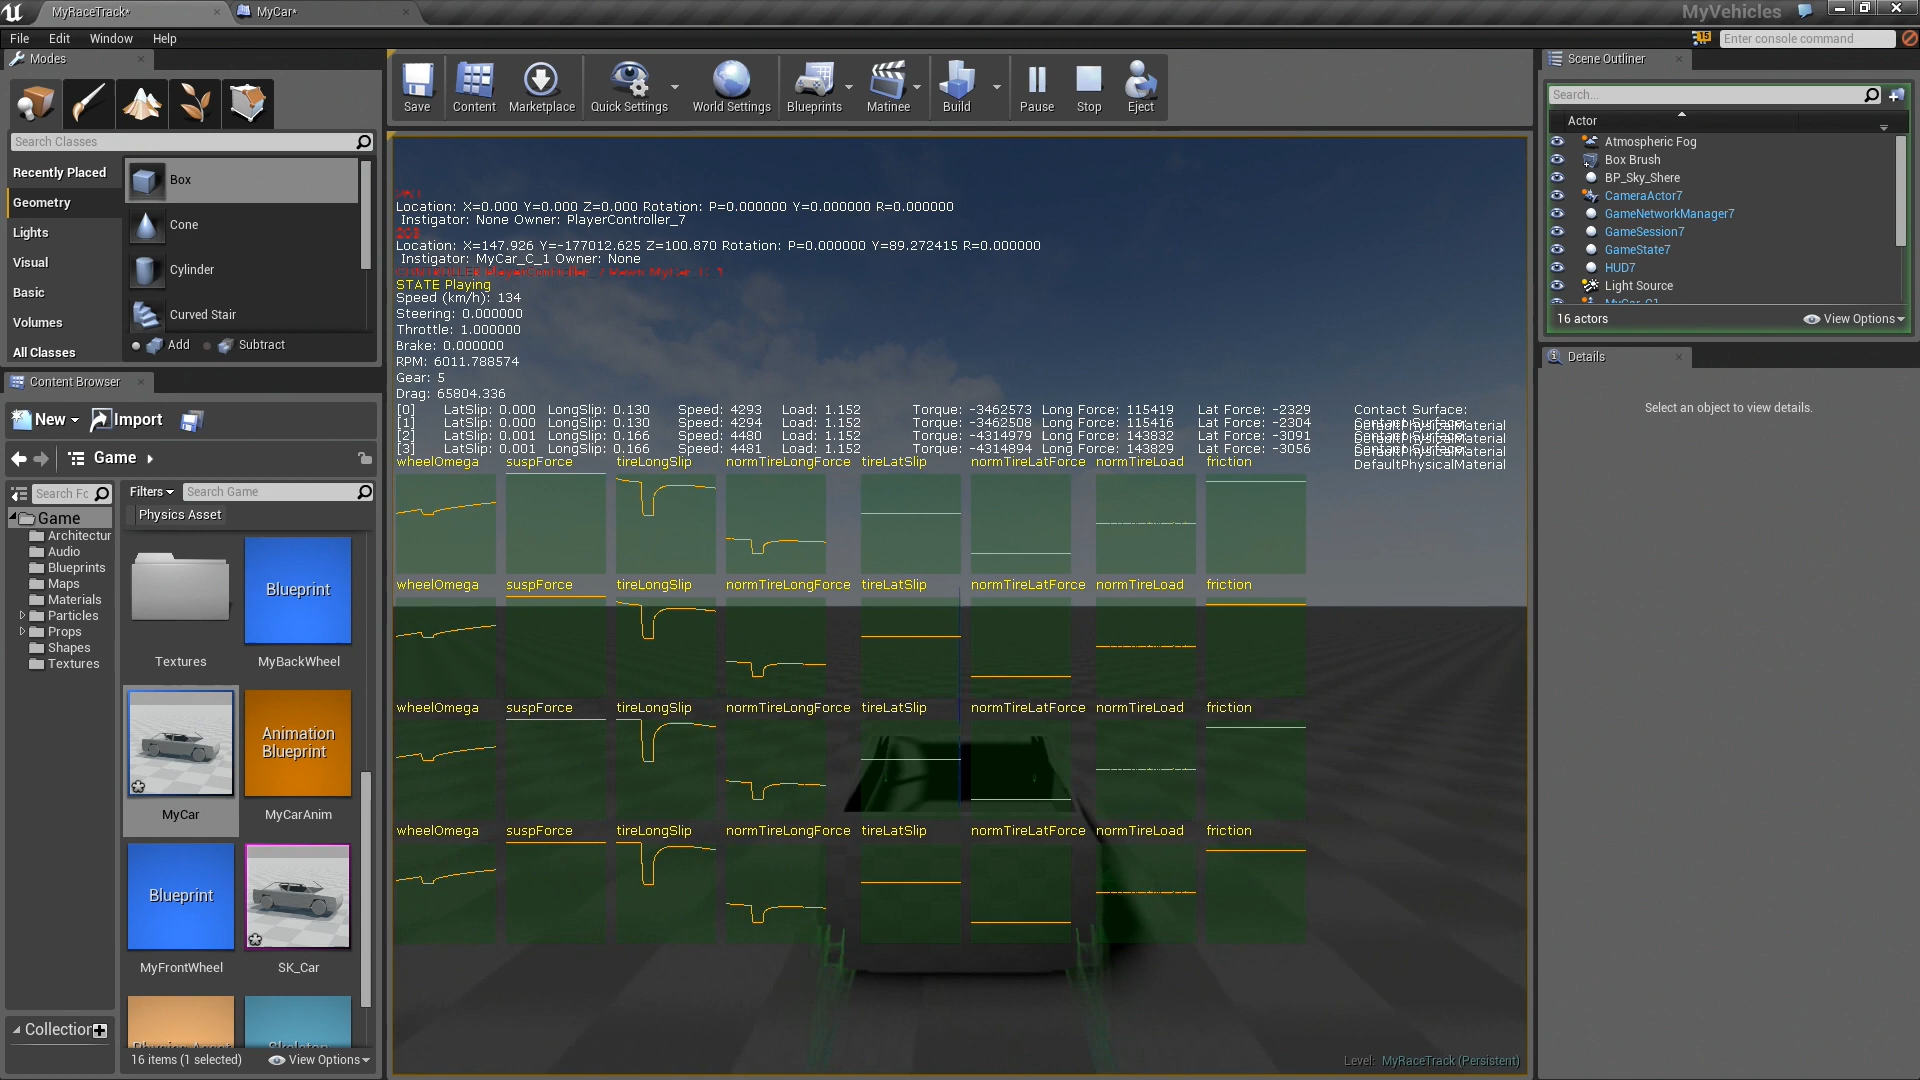 MyRaceTrack*
MyCar*
MyVehicles
File Edit Window Help
15
Enter console command
Modes
Search Classes
Recently Placed
Geometry
Lights
Visual
Basic
Volumes
All Classes
Box
Cone
Cylinder
Curved Stair
Add Subtract
Save
Content
Marketplace
Quick Settings
World Settings
Blueprints
Matinee
Build
Pause
Stop
Eject
Location: X=0.000 Y=0.000 Z=0.000 Rotation: P=0.000000 Y=0.000000 R=0.000000
Instigator: None Owner: PlayerController_7
Location: X=147.926 Y=-177012.625 Z=100.870 Rotation: P=0.000000 Y=89.272415 R=0.000000
Instigator: MyCar_C_1 Owner: None
STATE Playing
Speed (km/h): 134
Steering: 0.000000
Throttle: 1.000000
Brake: 0.000000
RPM: 6011.788574
Gear: 5
Drag: 65804.336
[0] LatSlip: 0.000 LongSlip: 0.130 Speed: 4293 Load: 1.152 Torque: -3462573 Long Force: 115419 Lat Force: -2329 Contact Surface:
[1] LatSlip: 0.000 LongSlip: 0.130 Speed: 4294 Load: 1.152 Torque: -3462508 Long Force: 115416 Lat Force: -2304
[2] LatSlip: 0.001 LongSlip: 0.166 Speed: 4480 Load: 1.152 Torque: -4314979 Long Force: 143832 Lat Force: -3091
[3] LatSlip: 0.001 LongSlip: 0.166 Speed: 4481 Load: 1.152 Torque: -4314894 Long Force: 143829 Lat Force: -3056
DefaultPhysicalMaterial
wheelOmega suspForce tireLongSlip normTireLongForce tireLatSlip normTireLatForce normTireLoad friction
wheelOmega suspForce tireLongSlip normTireLongForce tireLatSlip normTireLatForce normTireLoad friction
wheelOmega suspForce tireLongSlip normTireLongForce tireLatSlip normTireLatForce normTireLoad friction
wheelOmega suspForce tireLongSlip normTireLongForce tireLatSlip normTireLatForce normTireLoad friction
Level: MyRaceTrack (Persistent)
Content Browser
New Import
Game
Search Fc
Game
Architectur
Audio
Blueprints
Maps
Materials
Particles
Props
Shapes
Textures
Collection
Filters
Search Game
Physics Asset
Textures
Blueprint
MyBackWheel
MyCar
Animation
Blueprint
MyCarAnim
Blueprint
MyFrontWheel
SK_Car
16 items (1 selected)
View Options
Scene Outliner
Search...
Actor
Atmospheric Fog
Box Brush
BP_Sky_Shere
CameraActor7
GameNetworkManager7
GameSession7
GameState7
HUD7
Light Source
16 actors
View Options
Details
Select an object to view details.